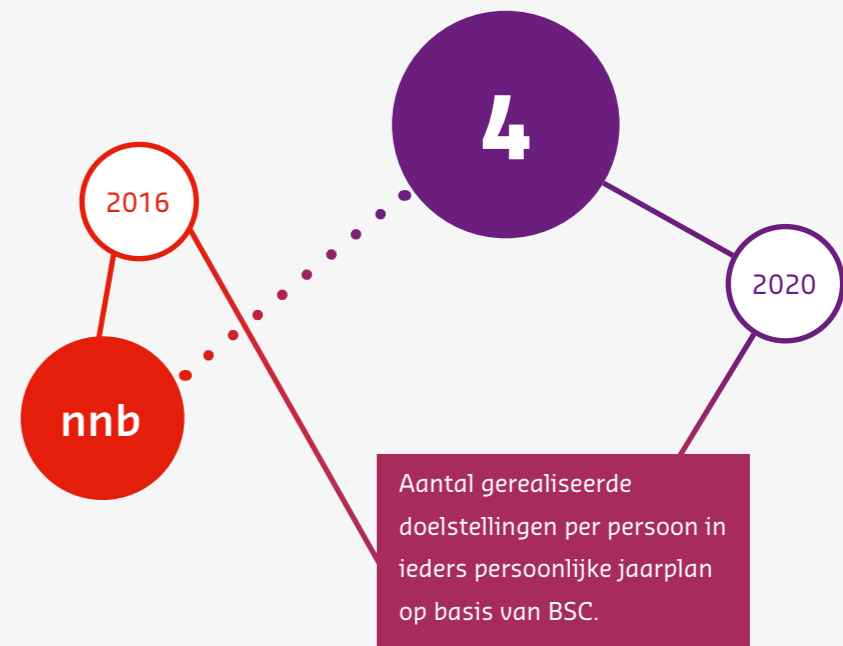 4
2016
2020
nnb
Aantal gerealiseerde
doelstellingen per persoon in
ieders persoonlijke jaarplan
op basis van BSC.